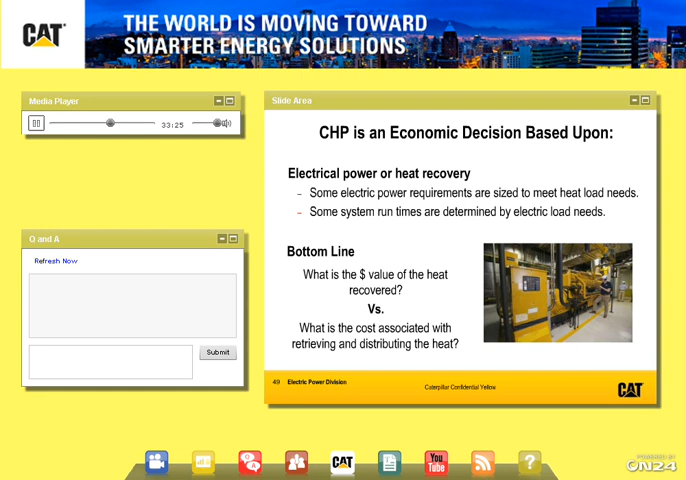 CAT
THE WORLD IS MOVING TOWARD
SMARTER ENERGY SOLUTIONS
Media Player
33:25
Q and A
Refresh Now
Submit
Slide Area
CHP is an Economic Decision Based Upon:
Electrical power or heat recovery
– Some electric power requirements are sized to meet heat load needs.
– Some system run times are determined by electric load needs.
Bottom Line
What is the $ value of the heat
recovered?
Vs.
What is the cost associated with
retrieving and distributing the heat?
49 Electric Power Division
Caterpillar Confidential Yellow
CAT
Q
A
CAT
You
Tube
?
POWERED BY
ON24